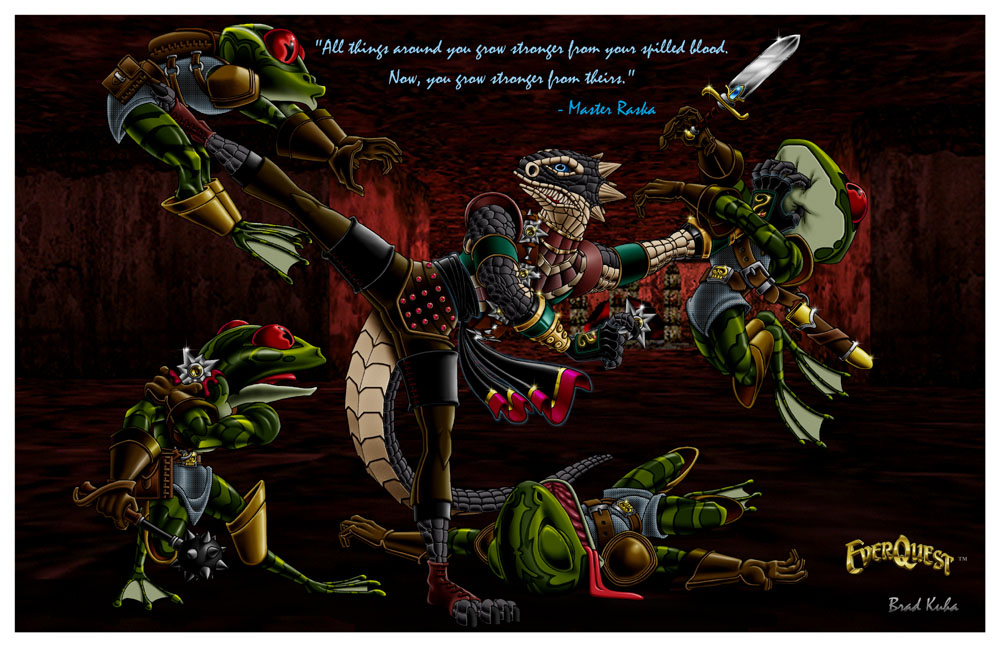 "All things around you grow stronger from your spilled blood.
Now, you grow stronger from theirs."
- Master Raska
EverQuest ™
Brad Kuha